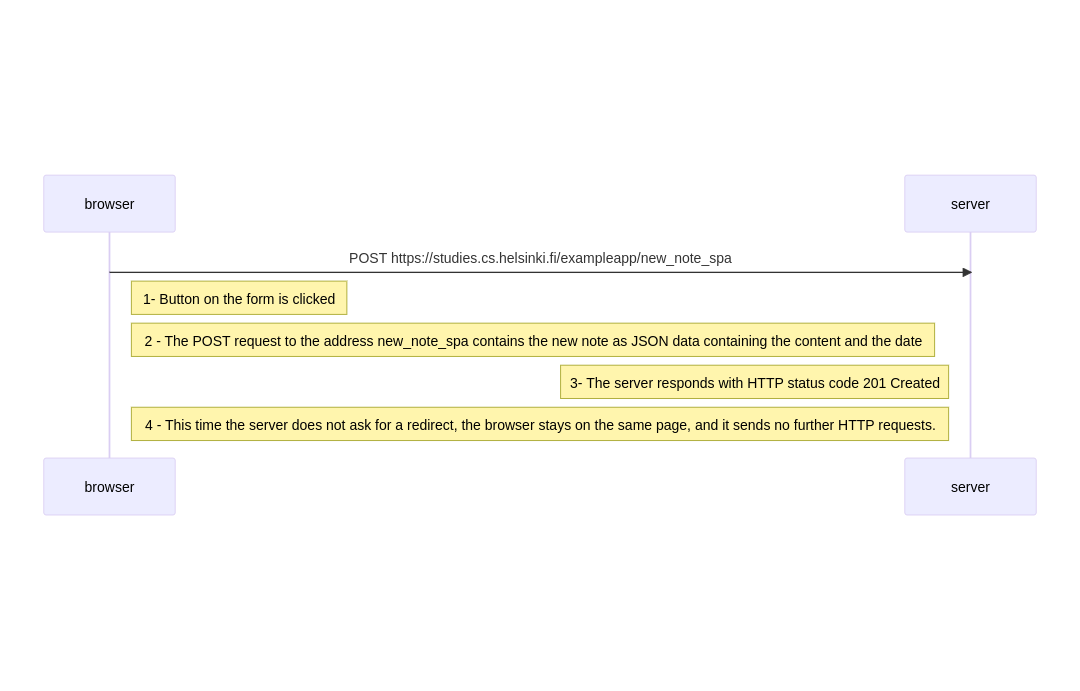 browser
server
POST https://studies.cs.helsinki.fi/exampleapp/new_note_spa
1- Button on the form is clicked
2 - The POST request to the address new_note_spa contains the new note as JSON data containing the content and the date
3- The server responds with HTTP status code 201 Created
4 - This time the server does not ask for a redirect, the browser stays on the same page, and it sends no further HTTP requests.
browser
server